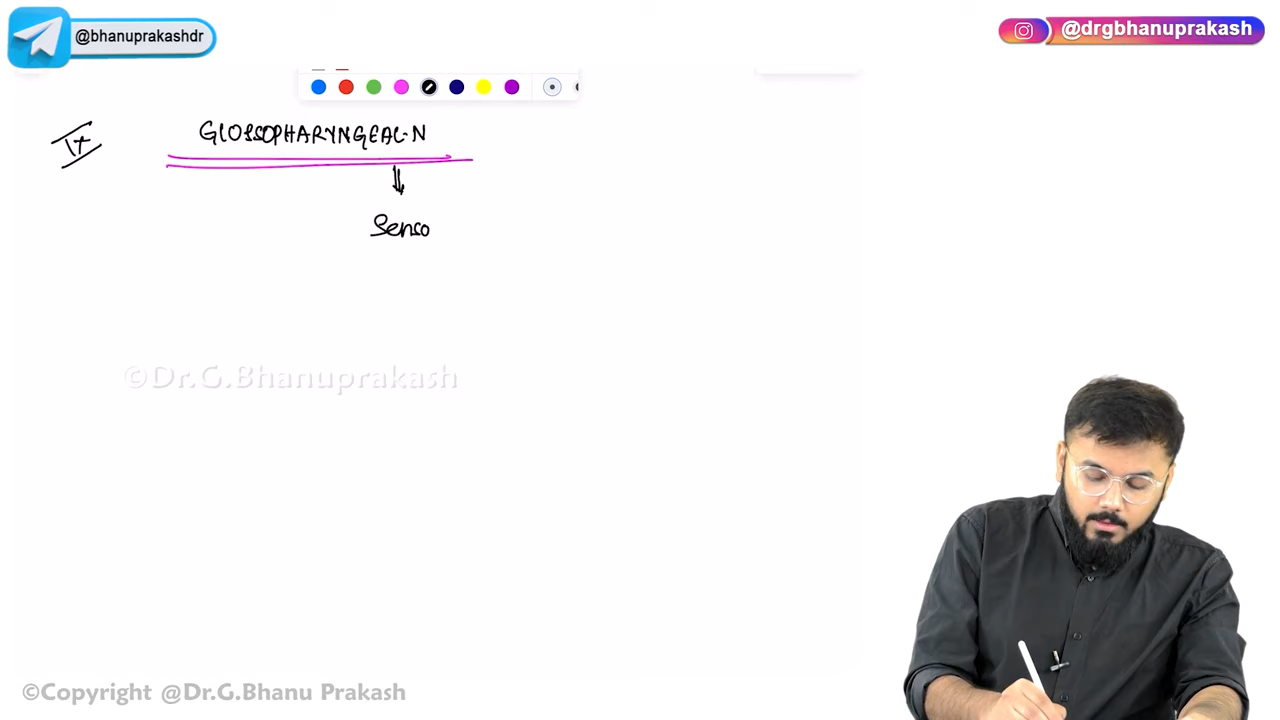 @bhanuprakashdr
@drgbhanuprakash
IX
GLOSSOPHARYNGEAL-N
Senso
©Dr.G.Bhanuprakash
©Copyright @Dr.G.Bhanu Prakash